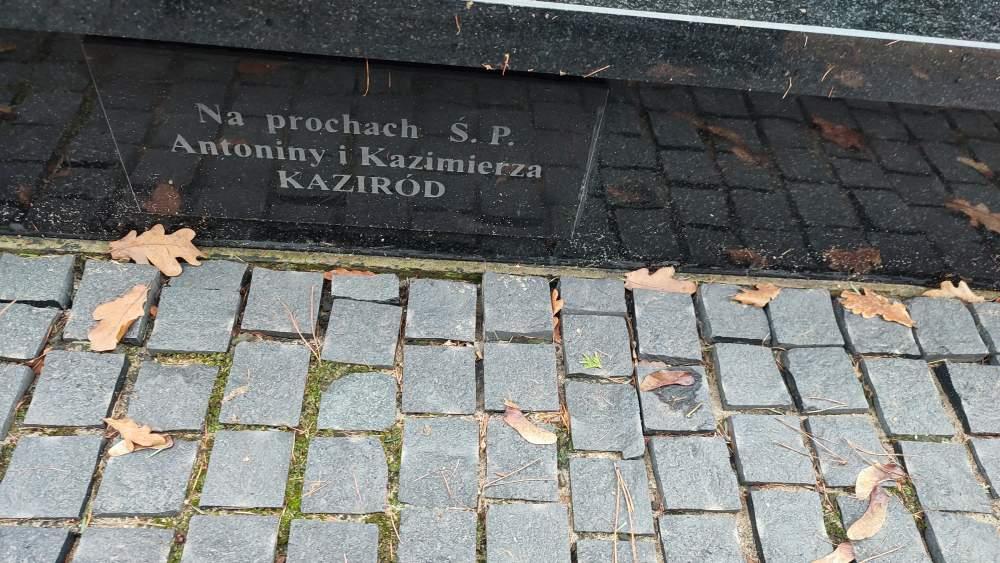 Na prochach Ś. P.
Antoniny i Kazimierza
KAZIRÓD